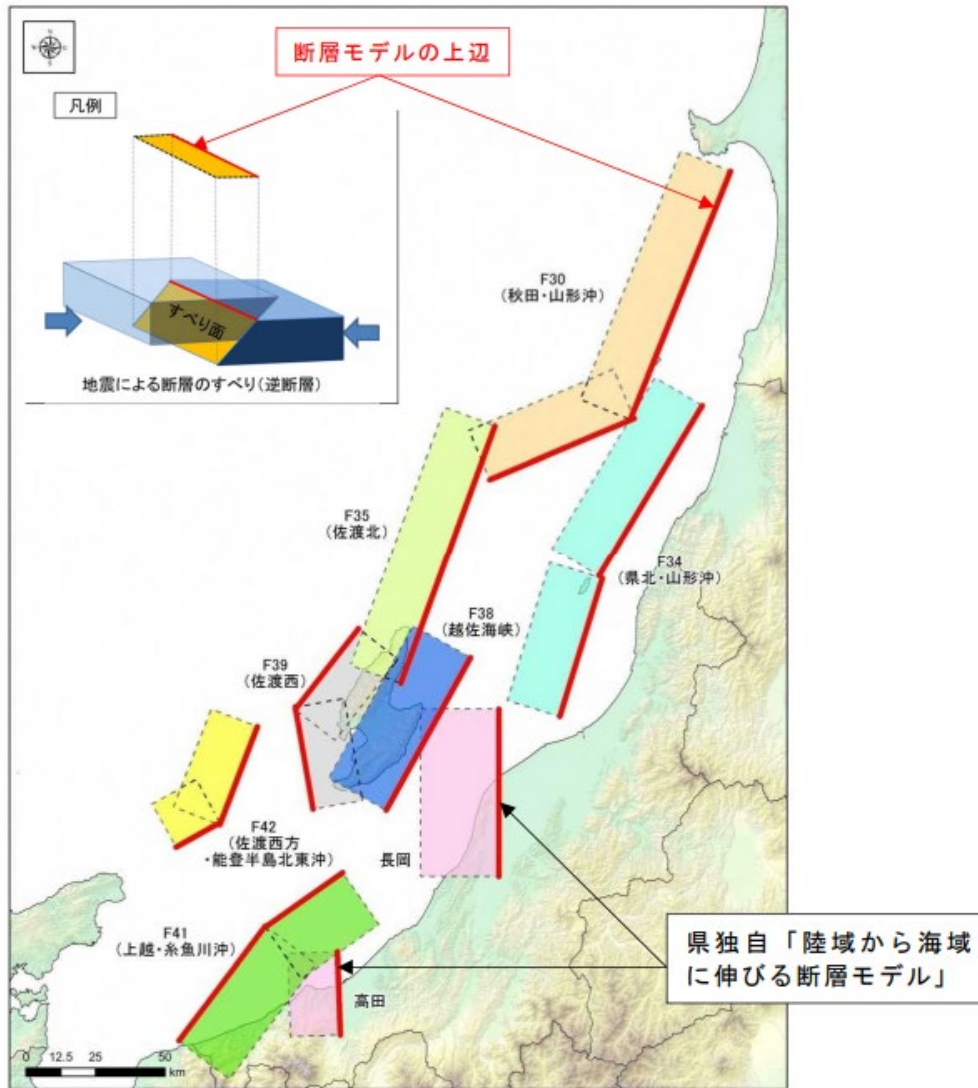 断層モデルの上辺
N
凡例
すべり面
地震による断層のすべり(逆断層)
F30
(秋田・山形沖)
F35
(佐渡北)
F34
(県北・山形沖)
F38
(越佐海峡)
F39
(佐渡西)
F42
(佐渡西方
・能登半島北東沖)
長岡
F41
(上越・糸魚川沖)
高田
県独自「陸域から海域
に伸びる断層モデル」
0 12.5 25 50
km